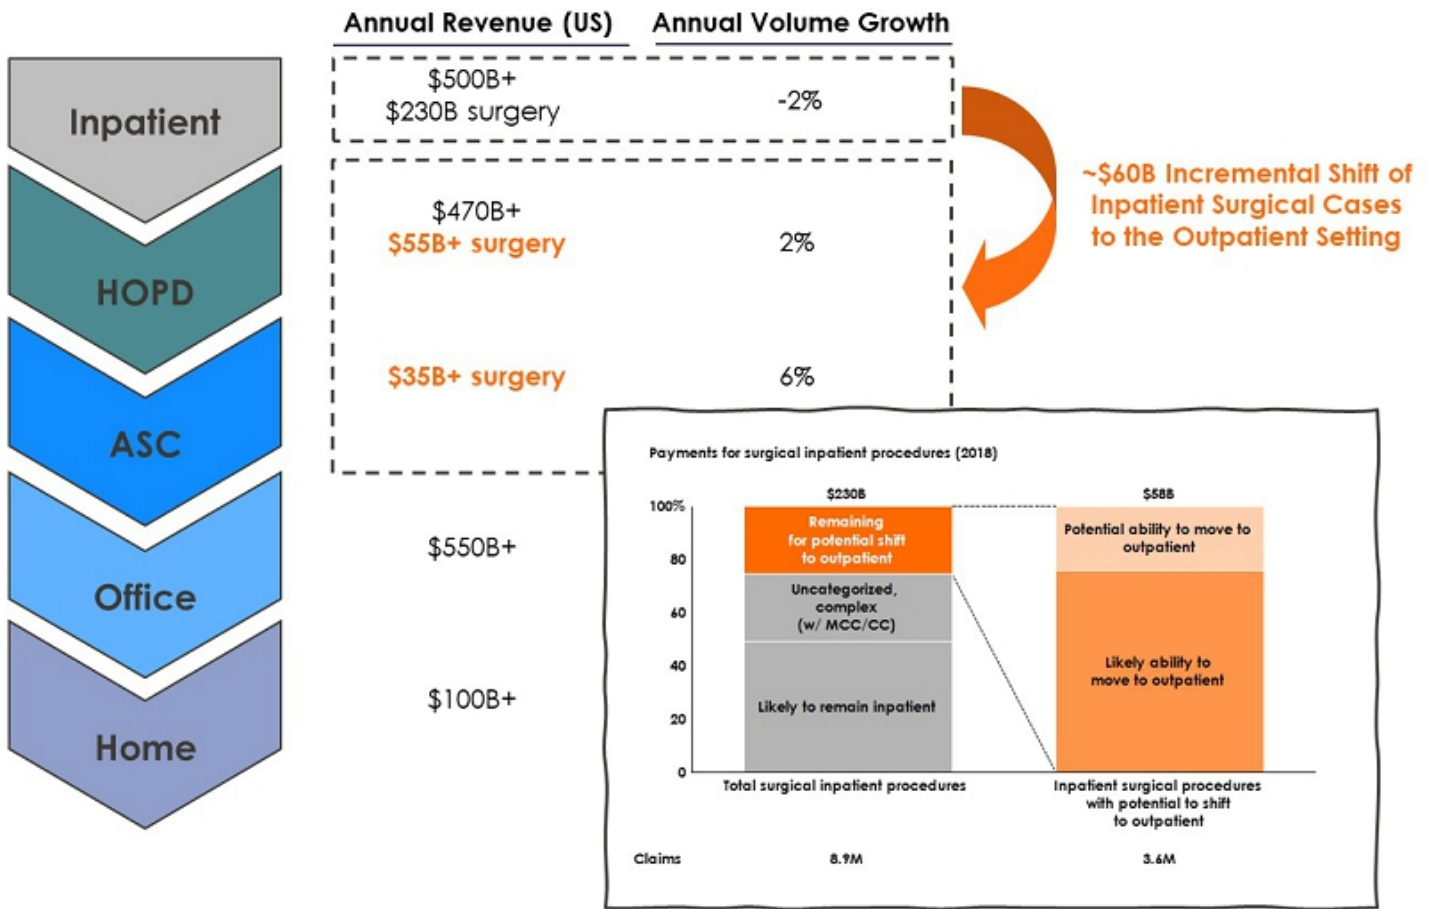 Annual Revenue (US)
Annual Volume Growth
Inpatient
$500B+
$230B surgery
-2%
~$60B Incremental Shift of
Inpatient Surgical Cases
to the Outpatient Setting
HOPD
$470B+
$55B+ surgery
2%
ASC
$35B+ surgery
6%
Office
$550B+
Home
$100B+
Payments for surgical inpatient procedures (2018)
$230B
$58B
100%
80
60
40
20
0
Remaining
for potential shift
to outpatient
Uncategorized,
complex
(w/ MCC/CC)
Likely to remain inpatient
Potential ability to move to
outpatient
Likely ability to
move to outpatient
Total surgical inpatient procedures
Inpatient surgical procedures
with potential to shift
to outpatient
Claims
8.9M
3.6M